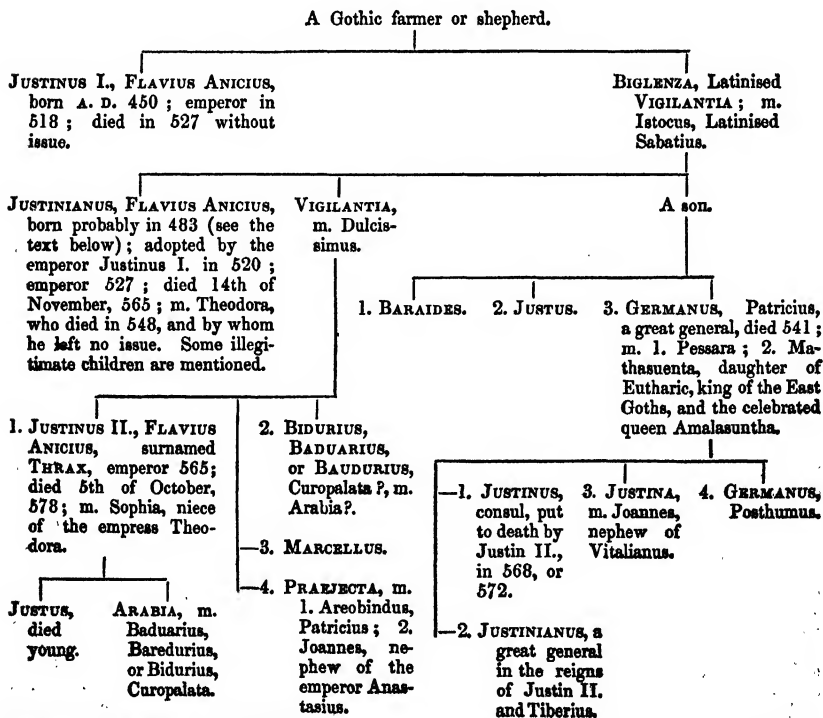 A Gothic farmer or shepherd.
JUSTINUS I., FLAVIUS ANICIUS,
born A. D. 450 ; emperor in
518 ; died in 527 without
issue.
BIGLENZA, Latinised
VIGILANTIA ; m.
Istocus, Latinised
Sabatius.
JUSTINIANUS, FLAVIUS ANICIUS,
born probably in 483 (see the
text below) ; adopted by the
emperor Justinus I. in 520 ;
emperor 527 ; died 14th of
November, 565 ; m. Theodora,
who died in 548, and by whom
he left no issue. Some illegi-
timate children are mentioned.
VIGILANTIA,
m. Dulcis-
simus.
A son.
1. BARAIDES.
2. JUSTUS.
3. GERMANUS, Patricius,
a great general, died 541 ;
m. 1. Pessara ; 2. Ma-
thasuenta, daughter of
Eutharic, king of the East
Goths, and the celebrated
queen Amalasuntha.
1. JUSTINUS II., FLAVIUS
ANICIUS, surnamed
THRAX, emperor 565;
died 5th of October,
578; m. Sophia, niece
of the empress Theo-
dora.
2. BIDURIUS,
BADUARIUS,
or BAUDURIUS,
Curopalata ?, m.
Arabia ?.
3. MARCELLUS.
4. PRAEJECTA, m.
1. Areobindus,
Patricius ; 2.
Joannes, ne-
phew of the
emperor Anas-
tasius.
JUSTUS,
died
young.
ARABIA, m.
Baduarius,
Baredurius,
or Bidurius,
Curopalata.
1. JUSTINUS,
consul, put
to death by
Justin II.,
in 568, or
572.
3. JUSTINA,
m. Joannes,
nephew of
Vitalianus.
4. GERMANUS,
Posthumus.
2. JUSTINIANUS, a
great general
in the reigns
of Justin II.
and Tiberius.